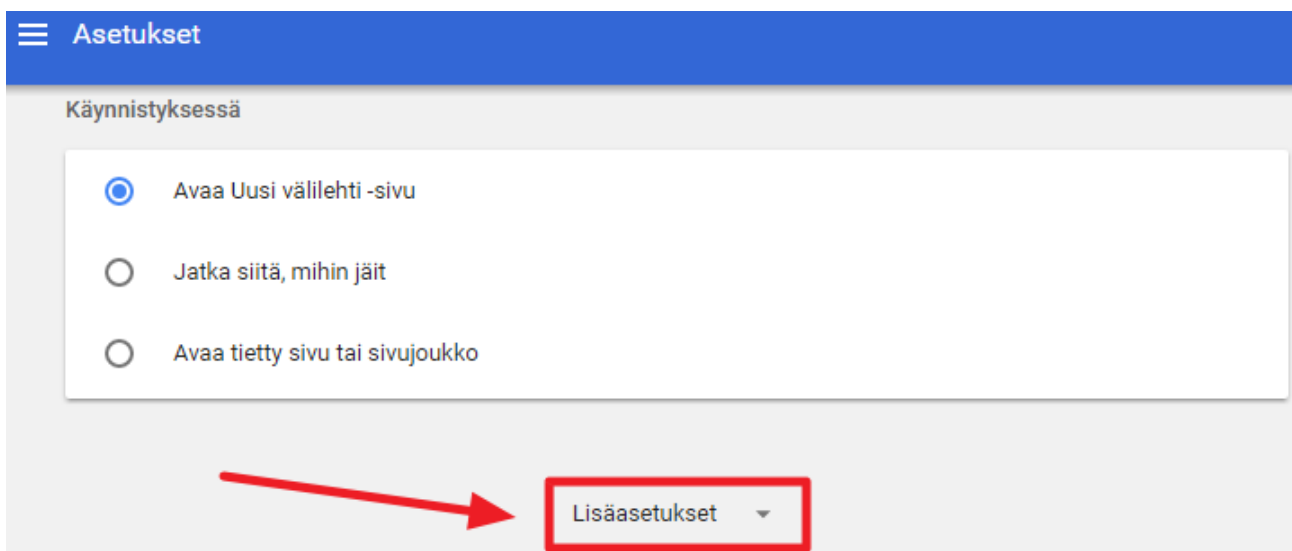 Asetukset
Käynnistyksessä
Avaa Uusi välilehti -sivu
Jatka siitä, mihin jäit
Avaa tietty sivu tai sivujoukko
Lisäasetukset